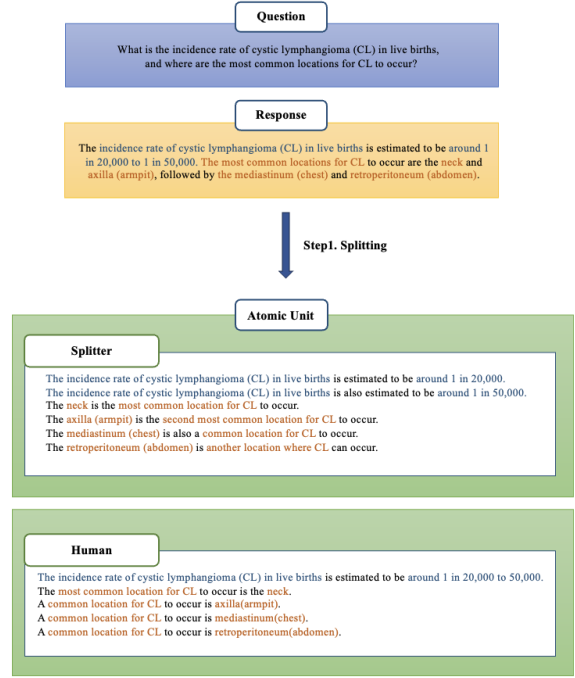 Question
What is the incidence rate of cystic lymphangioma (CL) in live births,
and where are the most common locations for CL to occur?
Response
The incidence rate of cystic lymphangioma (CL) in live births is estimated to be around 1
in 20,000 to 1 in 50,000. The most common locations for CL to occur are the neck and
axilla (armpit), followed by the mediastinum (chest) and retroperitoneum (abdomen).
Step1. Splitting
Atomic Unit
Splitter
The incidence rate of cystic lymphangioma (CL) in live births is estimated to be around 1 in 20,000.
The incidence rate of cystic lymphangioma (CL) in live births is also estimated to be around 1 in 50,000.
The neck is the most common location for CL to occur.
The axilla (armpit) is the second most common location for CL to occur.
The mediastinum (chest) is also a common location for CL to occur.
The retroperitoneum (abdomen) is another location where CL can occur.
Human
The incidence rate of cystic lymphangioma (CL) in live births is estimated to be around 1 in 20,000 to 50,000.
The most common location for CL to occur is the neck.
A common location for CL to occur is axilla(armpit).
A common location for CL to occur is mediastinum(chest).
A common location for CL to occur is retroperitoneum(abdomen).